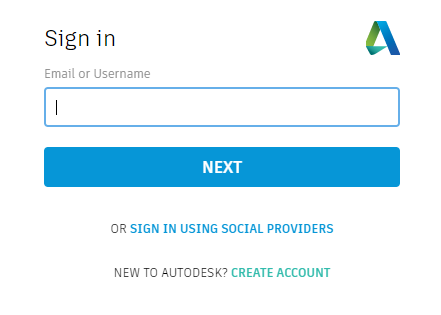 Sign in
Email or Username
NEXT
OR SIGN IN USING SOCIAL PROVIDERS
NEW TO AUTODESK? CREATE ACCOUNT